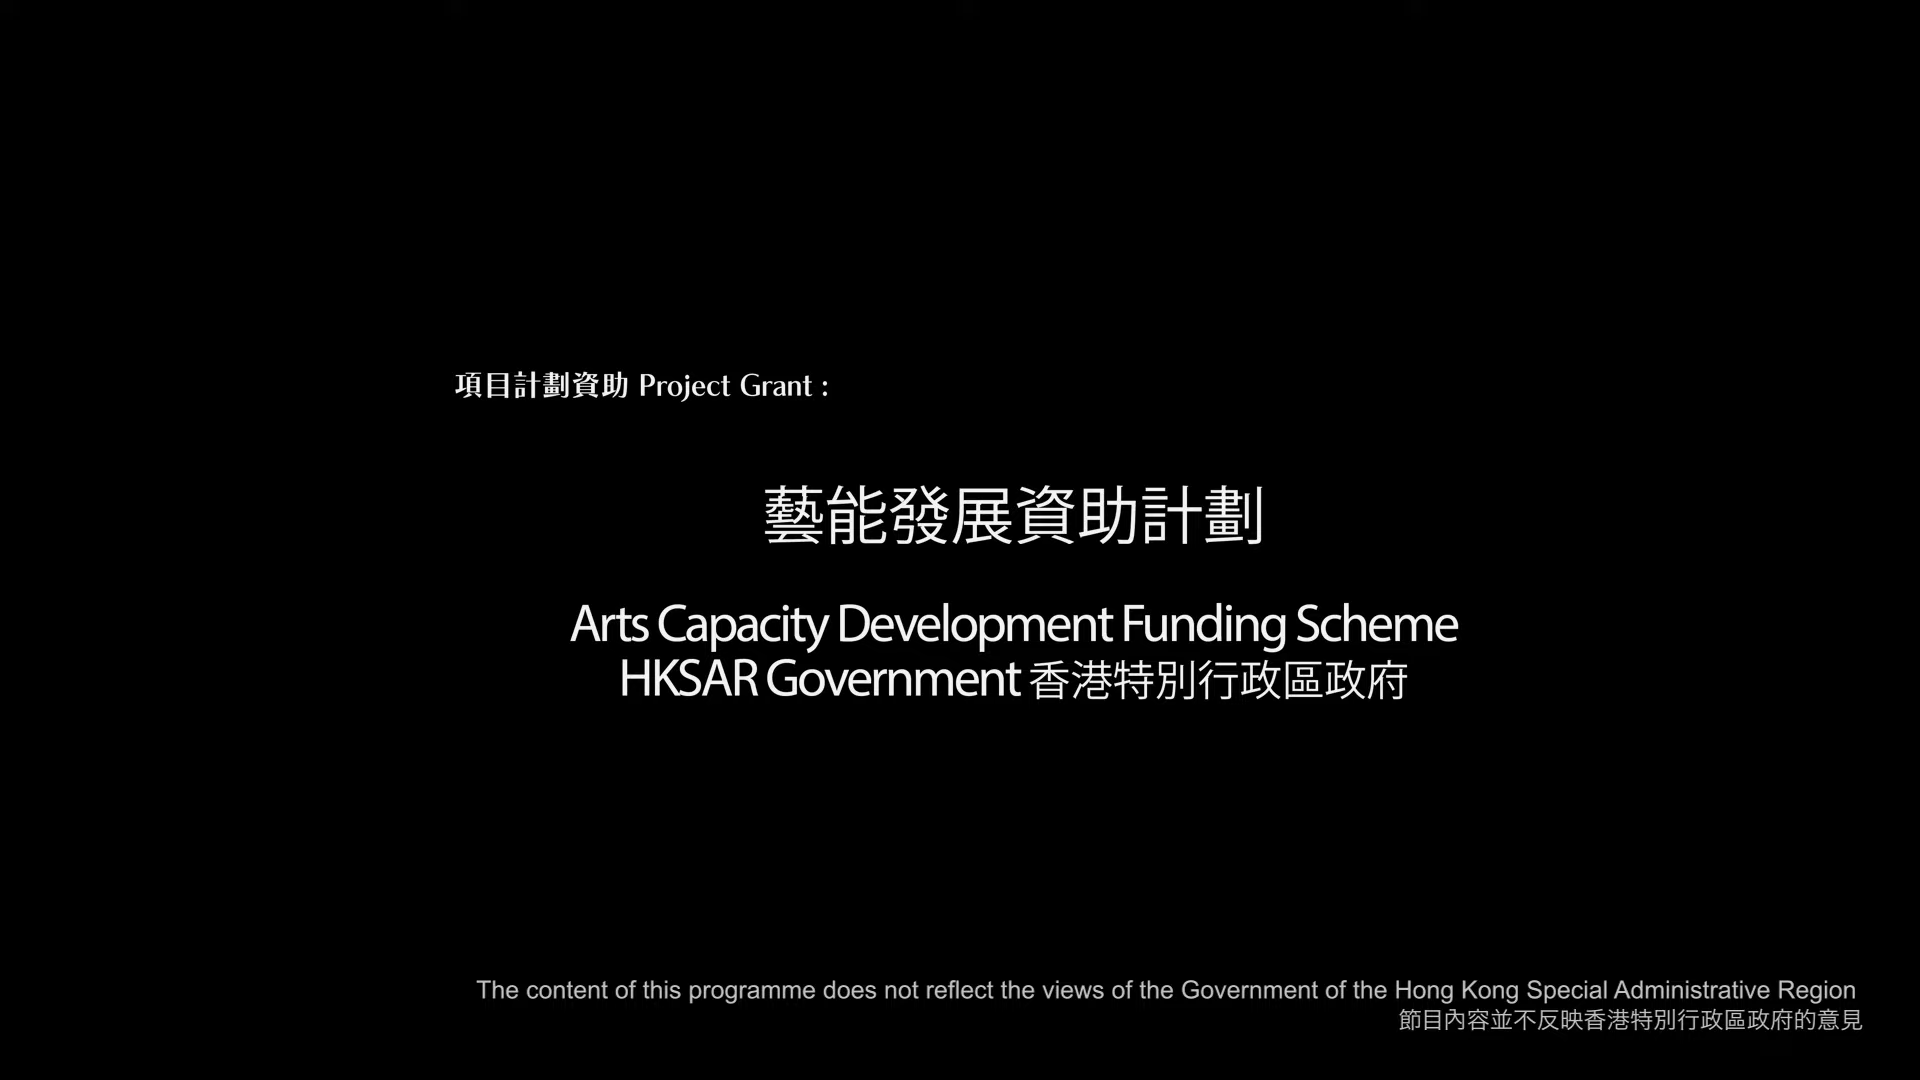 項目計劃資助 Project Grant :
藝能發展資助計劃
Arts Capacity Development Funding Scheme
HKSAR Government 香港特別行政區政府
The content of this programme does not reflect the views of the Government of the Hong Kong Special Administrative Region
節目內容並不反映香港特別行政區政府的意見